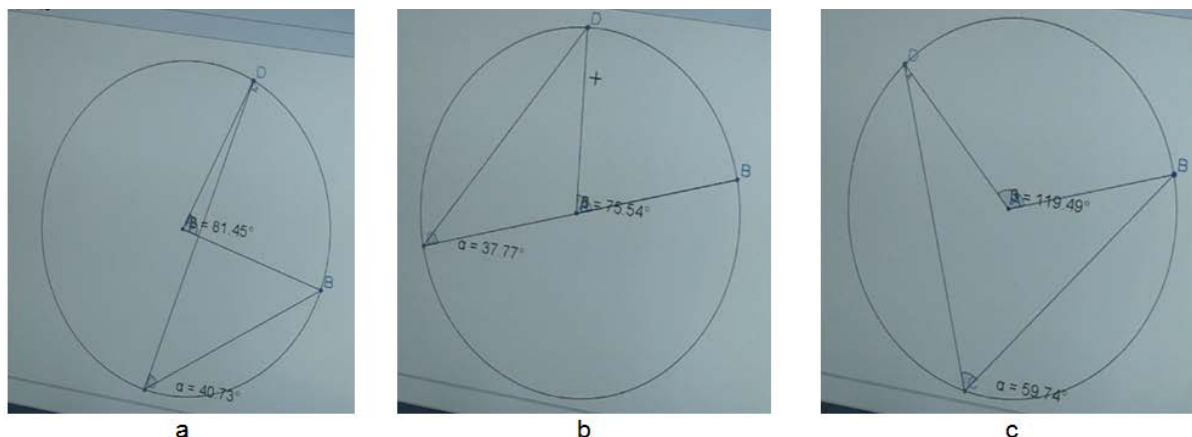 D
β = 81.45°
B
α = 40.73°
a
D
β = 75.54°
B
α = 37.77°
b
D
β = 119.49°
B
α = 59.74°
c